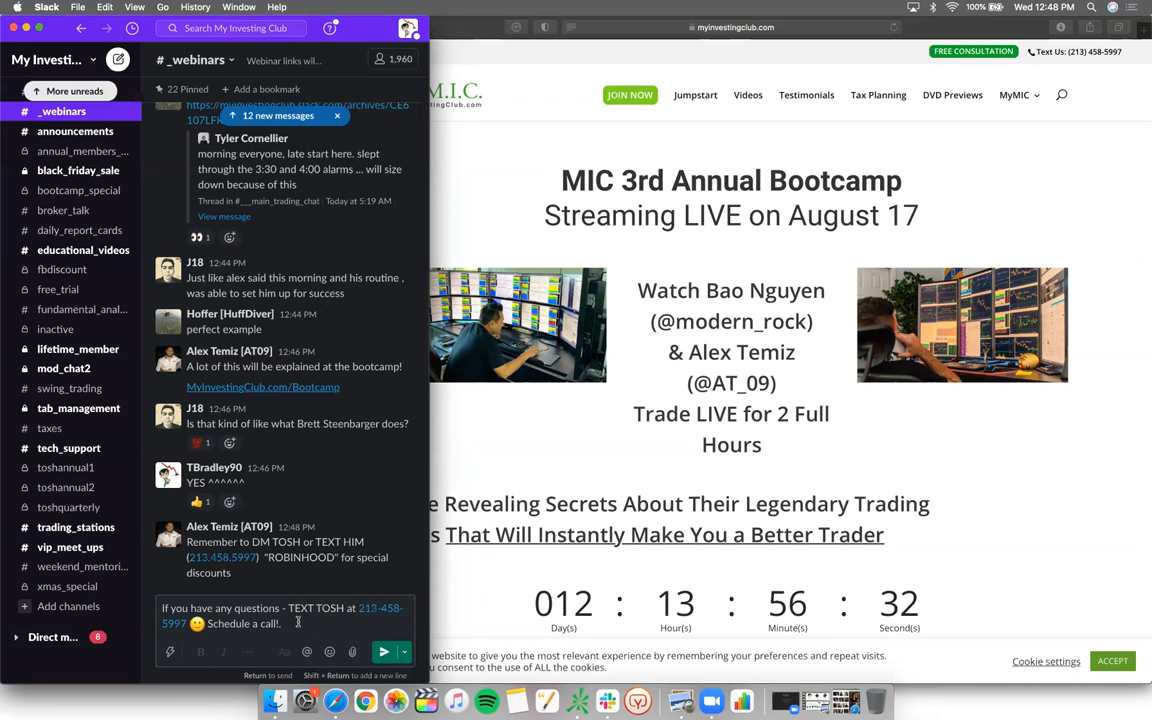 Slack File Edit View Go History Window Help
100% Wed 12:48 PM
Search My Investing Club
myinvestingclub.com
My Investi...
# _webinars Webinar links wil... 1,960
22 Pinned + Add a bookmark
More unreads
# _webinars
# announcements
annual_members_...
black_friday_sale
bootcamp_special
# broker_talk
# daily_report_cards
# educational_videos
fbdiscount
free_trial
# fundamental_anal...
# inactive
lifetime_member
mod_chat2
# swing_trading
# tab_management
# taxes
# tech_support
toshannual1
toshannual2
toshquarterly
# trading_stations
# vip_meet_ups
# weekend_mentori...
xmas_special
+ Add channels
Direct m... 8
https://myinvestingclub.slack.com/archives/CE6
12 new messages
Tyler Cornellier
morning everyone, late start here. slept
through the 3:30 and 4:00 alarms ... will size
down because of this
Thread in #___main_trading_chat Today at 5:19 AM
View message
👀 1
J18 12:44 PM
Just like alex said this morning and his routine ,
was able to set him up for success
Hoffer [HuffDiver] 12:44 PM
perfect example
Alex Temiz [AT09] 12:46 PM
A lot of this will be explained at the bootcamp!
MyInvestingClub.com/Bootcamp
J18 12:46 PM
Is that kind of like what Brett Steenbarger does?
💯 1
TBradley90 12:46 PM
YES ^^^^^^
👍 1
Alex Temiz [AT09] 12:48 PM
Remember to DM TOSH or TEXT HIM
(213.458.5997) "ROBINHOOD" for special
discounts
If you have any questions - TEXT TOSH at 213-458-
5997 🙂 Schedule a call!.
Return to send Shift + Return to add a new line
FREE CONSULTATION Text Us: (213) 458-5997
M.I.C.
stingClub.com
JOIN NOW Jumpstart Videos Testimonials Tax Planning DVD Previews MyMIC
MIC 3rd Annual Bootcamp
Streaming LIVE on August 17
Watch Bao Nguyen
(@modern_rock)
& Alex Temiz
(@AT_09)
Trade LIVE for 2 Full
Hours
e Revealing Secrets About Their Legendary Trading
s That Will Instantly Make You a Better Trader
012 : 13 : 56 : 32
Day(s) Hour(s) Minute(s) Second(s)
website to give you the most relevant experience by remembering your preferences and repeat visits.
u consent to the use of ALL the cookies.
Cookie settings ACCEPT